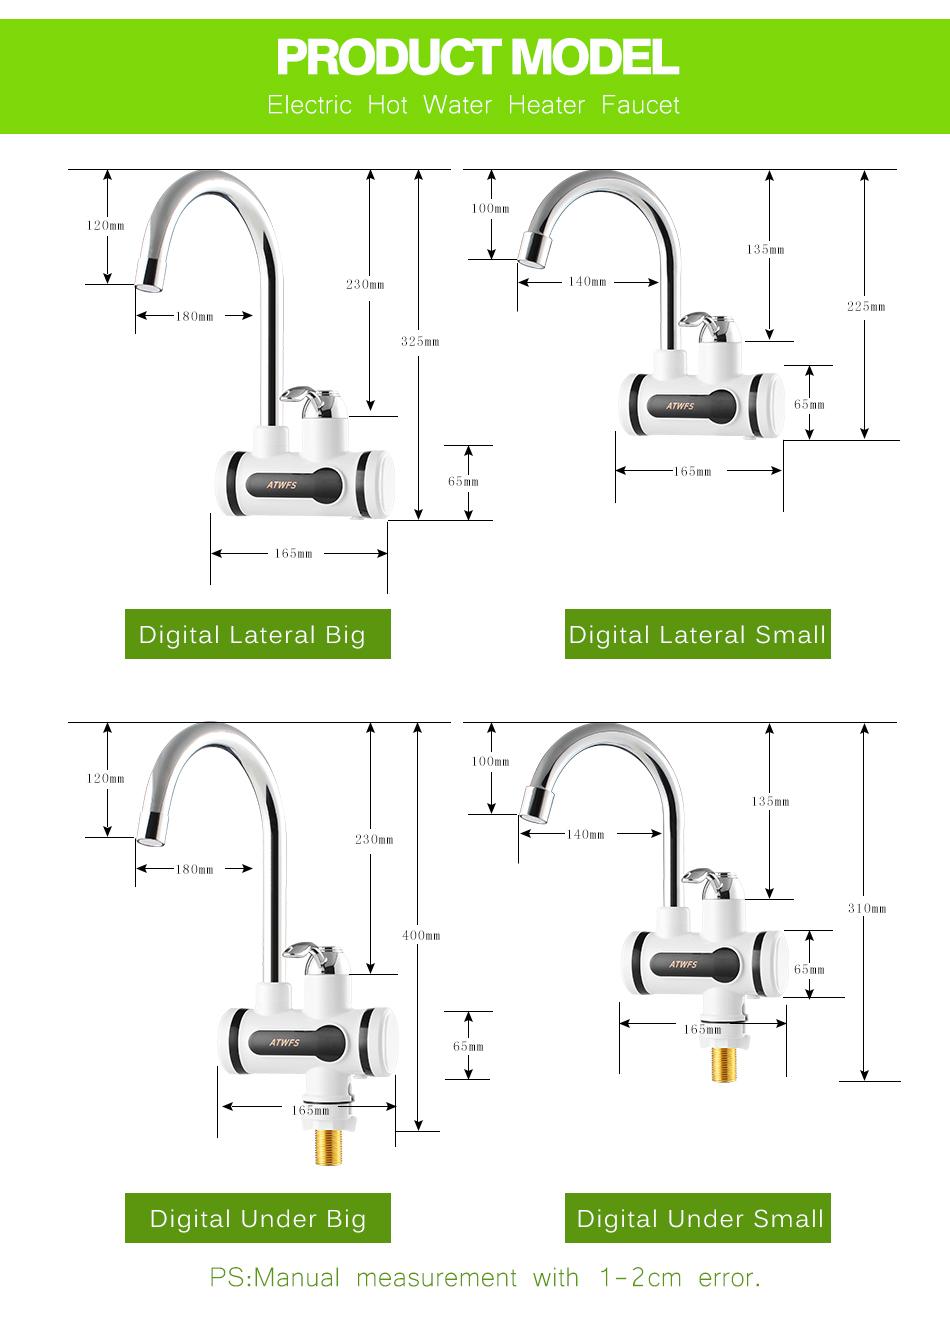 PRODUCT MODEL
Electric Hot Water Heater Faucet
120mm
180mm
230mm
325mm
65mm
165mm
ATWFS
100mm
140mm
135mm
225mm
65mm
165mm
ATWFS
Digital Lateral Big
Digital Lateral Small
120mm
180mm
230mm
400mm
65mm
165mm
ATWFS
100mm
140mm
135mm
310mm
65mm
165mm
ATWFS
Digital Under Big
Digital Under Small
PS:Manual measurement with 1-2cm error.